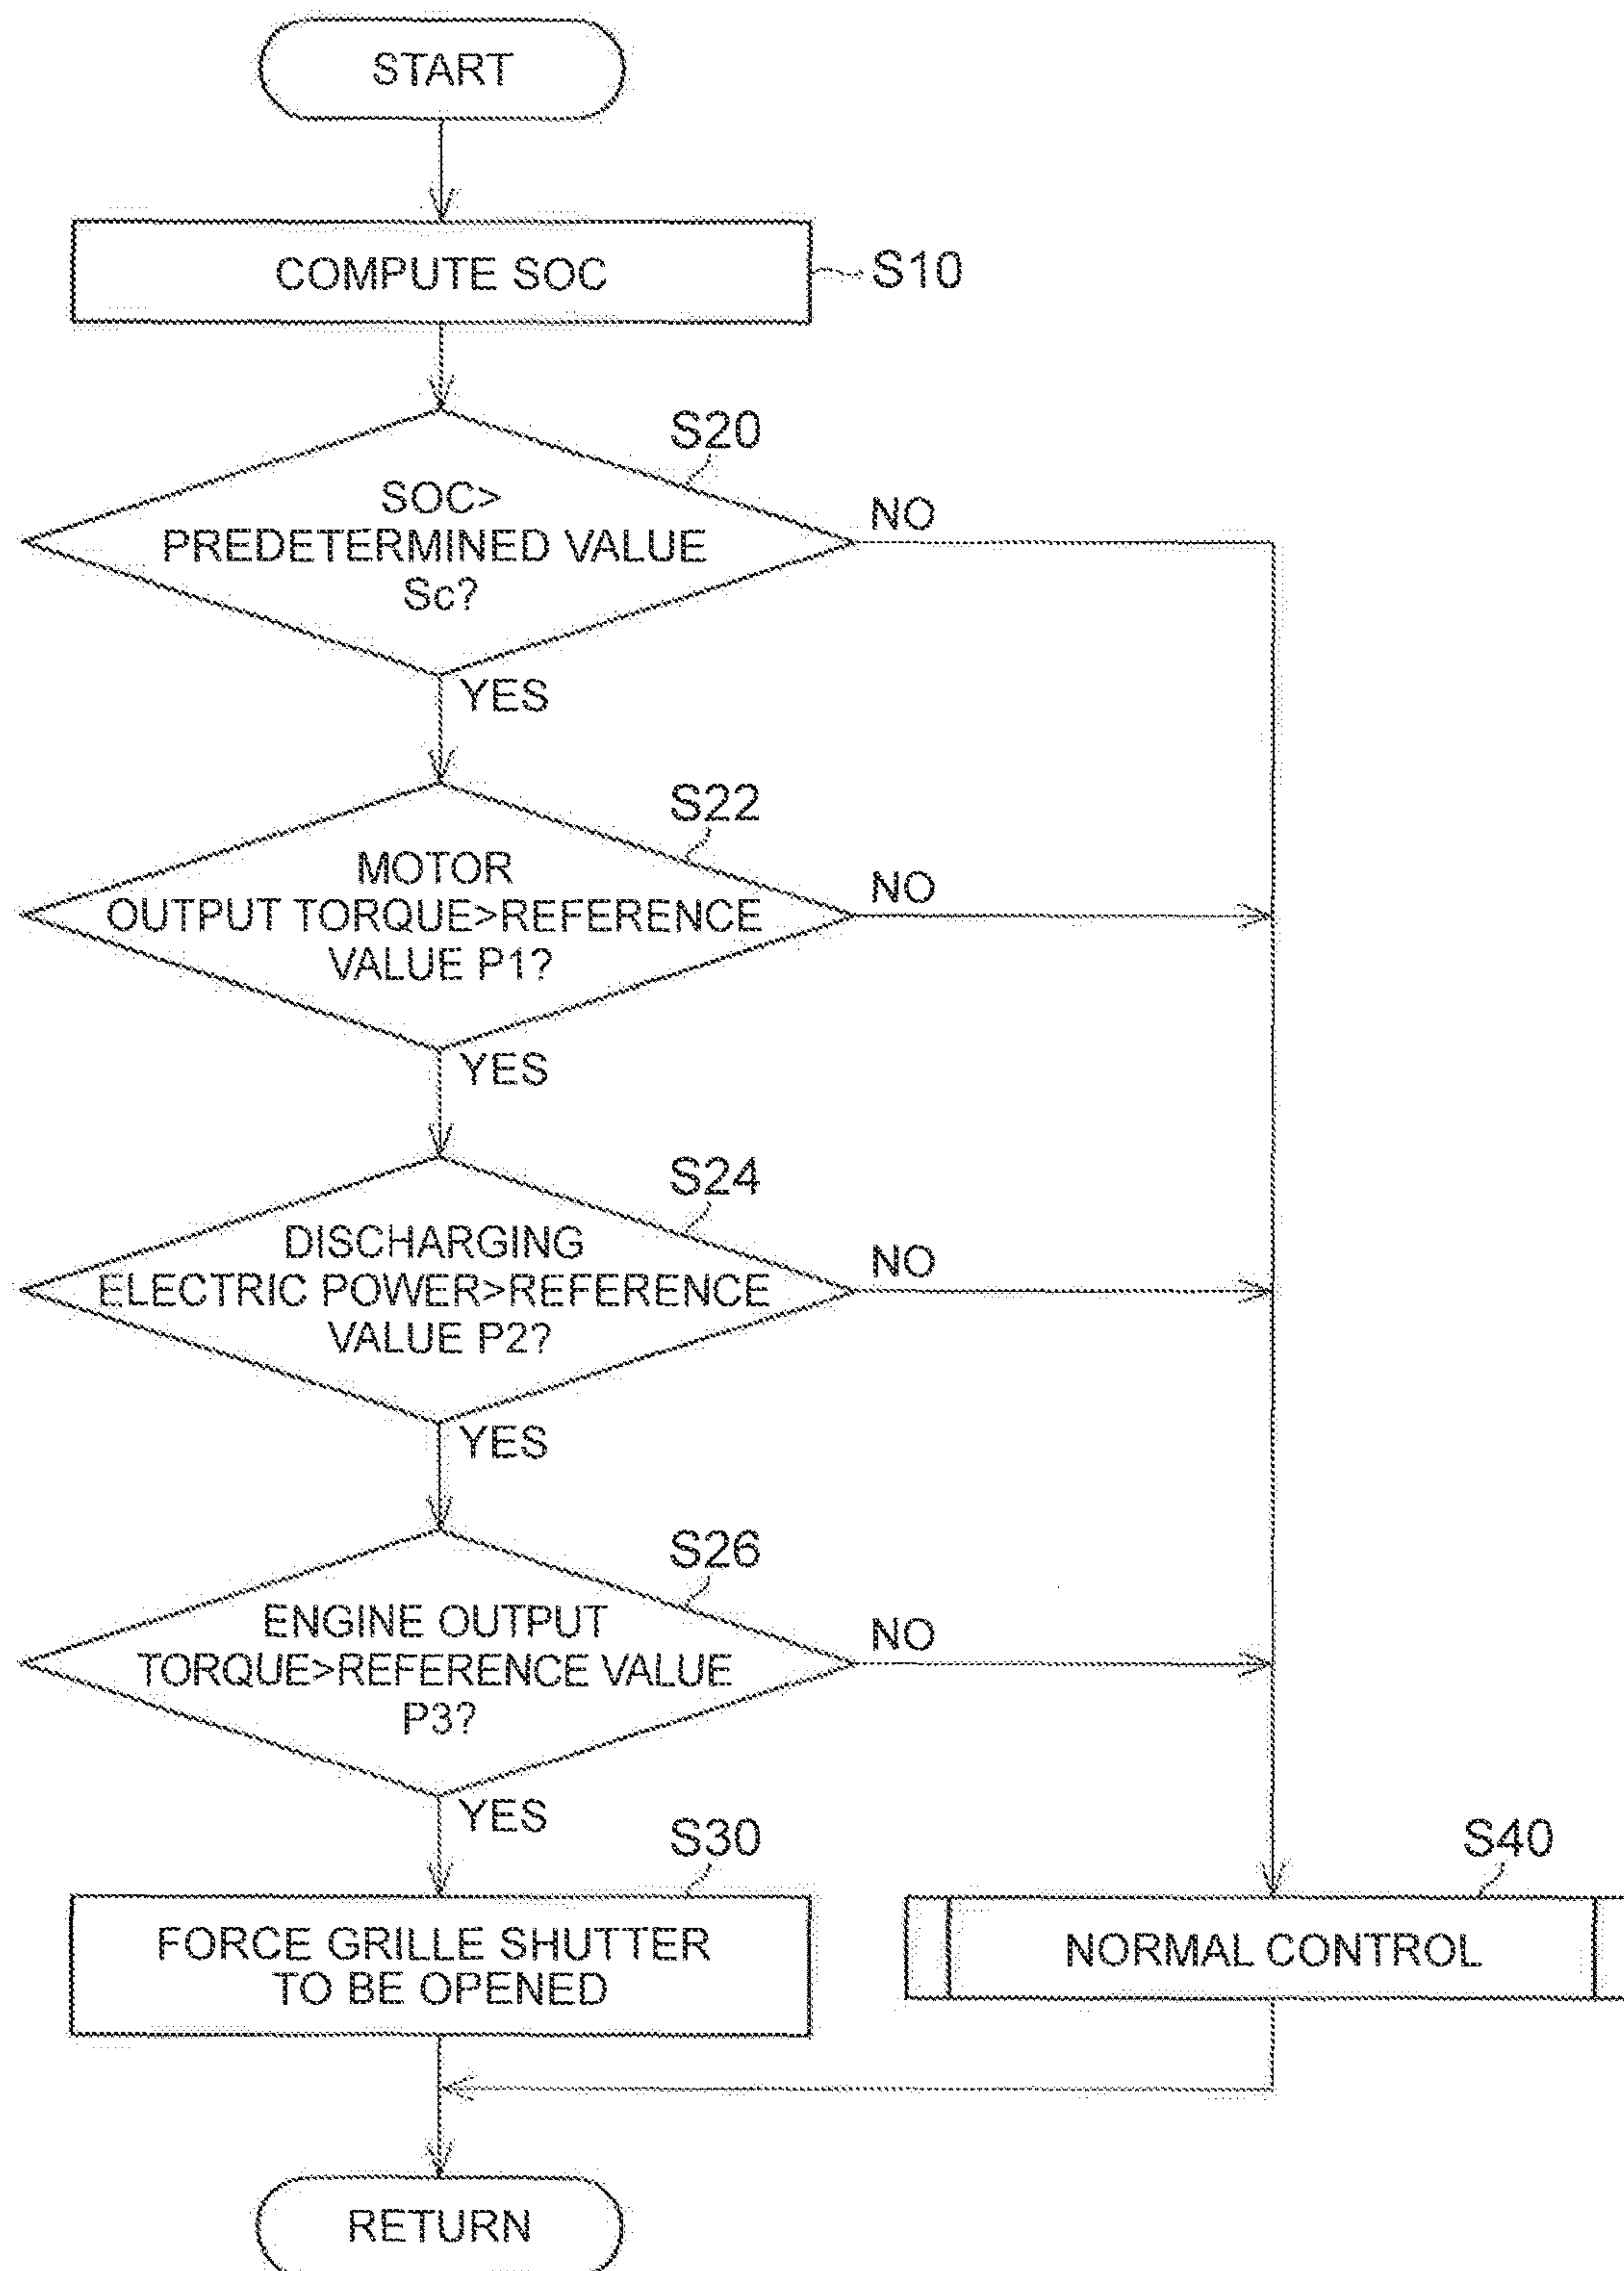 START
COMPUTE SOC
S10
S20
SOC>
PREDETERMINED VALUE
Sc?
NO
YES
S22
MOTOR
OUTPUT TORQUE>REFERENCE
VALUE P1?
NO
YES
S24
DISCHARGING
ELECTRIC POWER>REFERENCE
VALUE P2?
NO
YES
S26
ENGINE OUTPUT
TORQUE>REFERENCE VALUE
P3?
NO
YES
S30
FORCE GRILLE SHUTTER
TO BE OPENED
S40
NORMAL CONTROL
RETURN